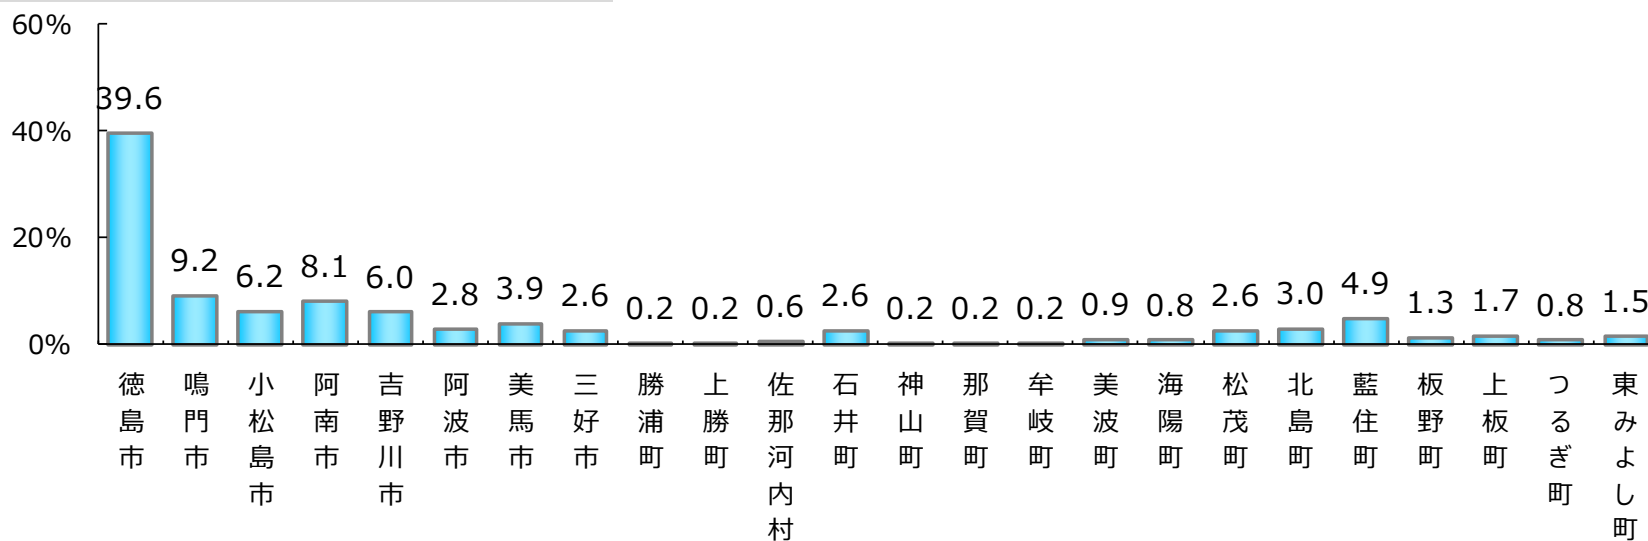 60%
40%
20%
0%
39.6
9.2
6.2
8.1
6.0
2.8
3.9
2.6
0.2
0.2
0.6
2.6
0.2
0.2
0.2
0.9
0.8
2.6
3.0
4.9
1.3
1.7
0.8
1.5
徳島市
鳴門市
小松島市
阿南市
吉野川市
阿波市
美馬市
三好市
勝浦町
上勝町
佐那河内村
石井町
神山町
那賀町
牟岐町
美波町
海陽町
松茂町
北島町
藍住町
板野町
上板町
つるぎ町
東みよし町